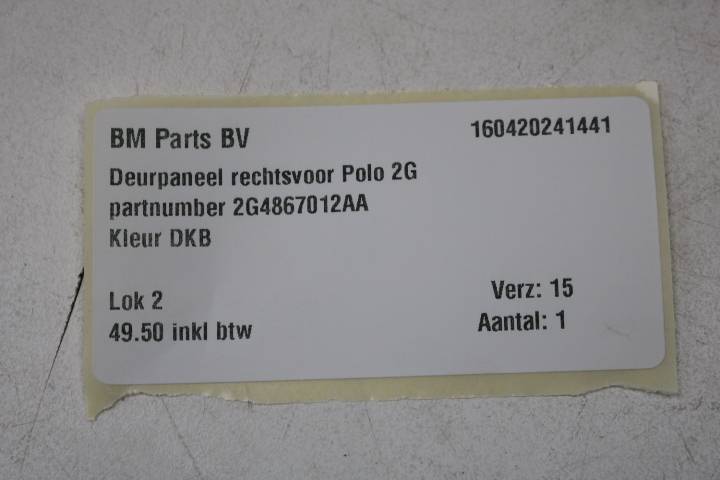 BM Parts BV 160420241441
Deurpaneel rechtsvoor Polo 2G
partnumber 2G4867012AA
Kleur DKB
Lok 2 Verz: 15
49.50 inkl btw Aantal: 1